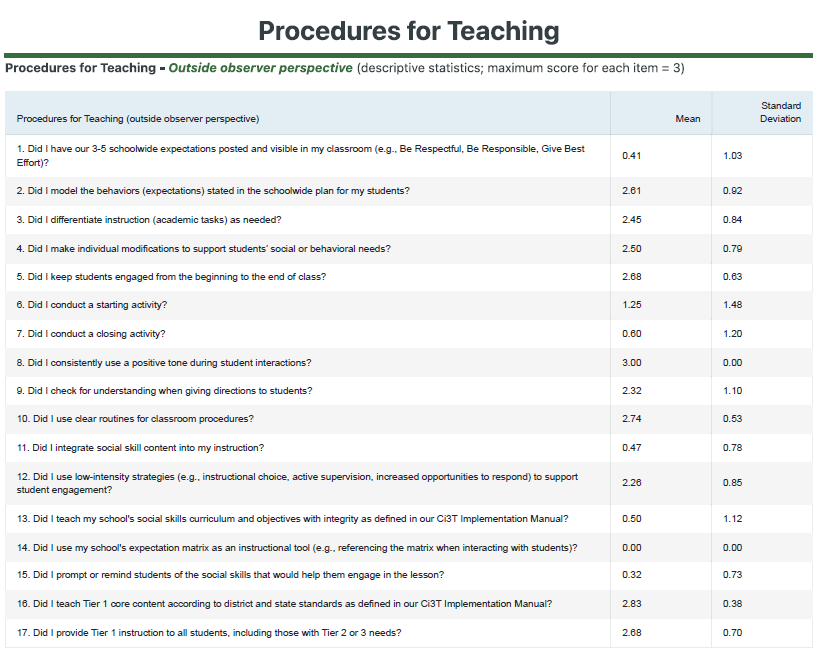 Procedures for Teaching
Procedures for Teaching - Outside observer perspective (descriptive statistics; maximum score for each item = 3)
Procedures for Teaching (outside observer perspective) Mean Standard Deviation
1. Did I have our 3-5 schoolwide expectations posted and visible in my classroom (e.g., Be Respectful, Be Responsible, Give Best
Effort)? 0.41 1.03
2. Did I model the behaviors (expectations) stated in the schoolwide plan for my students? 2.61 0.92
3. Did I differentiate instruction (academic tasks) as needed? 2.45 0.84
4. Did I make individual modifications to support students' social or behavioral needs? 2.50 0.79
5. Did I keep students engaged from the beginning to the end of class? 2.68 0.63
6. Did I conduct a starting activity? 1.25 1.48
7. Did I conduct a closing activity? 0.60 1.20
8. Did I consistently use a positive tone during student interactions? 3.00 0.00
9. Did I check for understanding when giving directions to students? 2.32 1.10
10. Did I use clear routines for classroom procedures? 2.74 0.53
11. Did I integrate social skill content into my instruction? 0.47 0.78
12. Did I use low-intensity strategies (e.g., instructional choice, active supervision, increased opportunities to respond) to support
student engagement? 2.26 0.85
13. Did I teach my school's social skills curriculum and objectives with integrity as defined in our Ci3T Implementation Manual? 0.50 1.12
14. Did I use my school's expectation matrix as an instructional tool (e.g., referencing the matrix when interacting with students)? 0.00 0.00
15. Did I prompt or remind students of the social skills that would help them engage in the lesson? 0.32 0.73
16. Did I teach Tier 1 core content according to district and state standards as defined in our Ci3T Implementation Manual? 2.83 0.38
17. Did I provide Tier 1 instruction to all students, including those with Tier 2 or 3 needs? 2.68 0.70